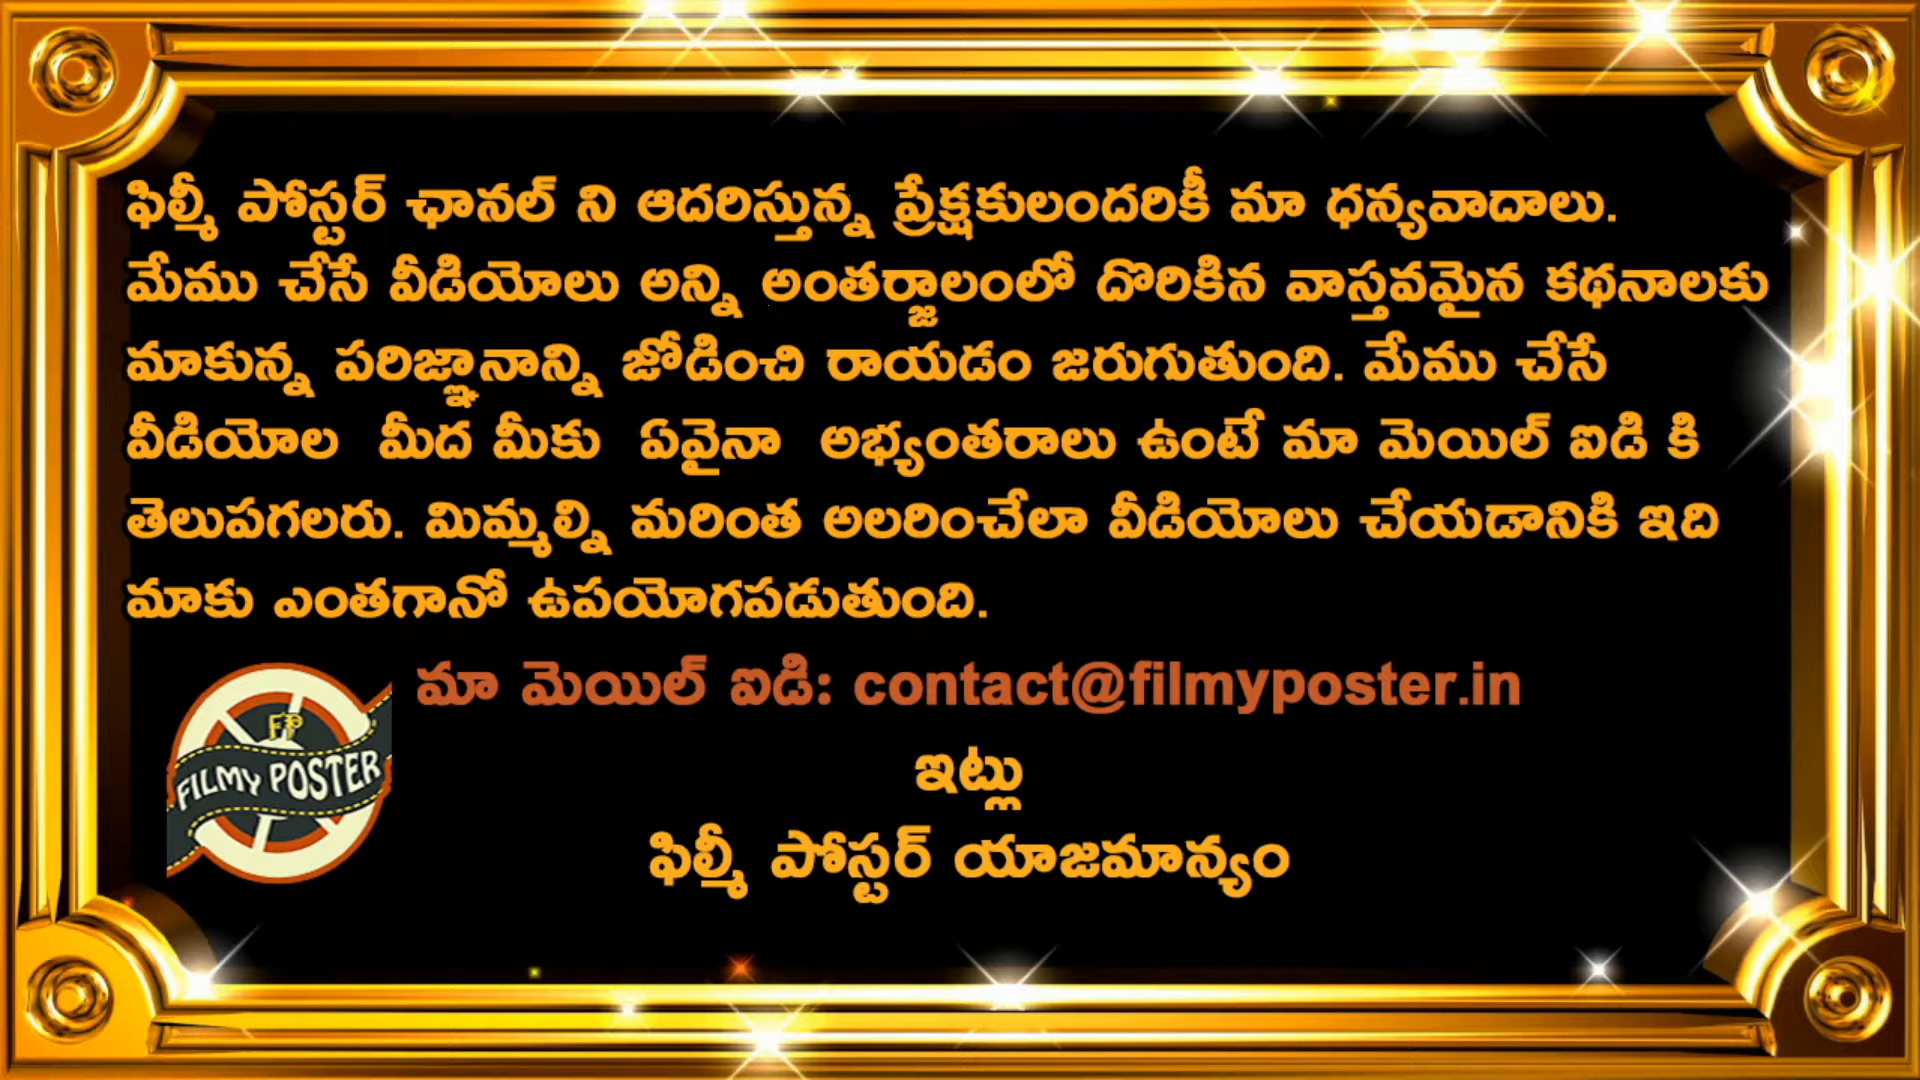 ఫిల్మీ పోస్టర్ ఛానల్ ని ఆదరిస్తున్న ప్రేక్షకులందరికీ మా ధన్యవాదాలు.
మేము చేసే వీడియోలు అన్ని అంతర్జాలంలో దొరికిన వాస్తవమైన కథనాలకు
మాకున్న పరిజ్ఞానాన్ని జోడించి రాయడం జరుగుతుంది. మేము చేసే
వీడియోల మీద మీకు ఏవైనా అభ్యంతరాలు ఉంటే మా మెయిల్ ఐడి కి
తెలుపగలరు. మిమ్మల్ని మరింత అలరించేలా వీడియోలు చేయడానికి ఇది
మాకు ఎంతగానో ఉపయోగపడుతుంది.
మా మెయిల్ ఐడి: contact@filmyposter.in
FP
FILMY POSTER
ఇట్లు
ఫిల్మీ పోస్టర్ యాజమాన్యం